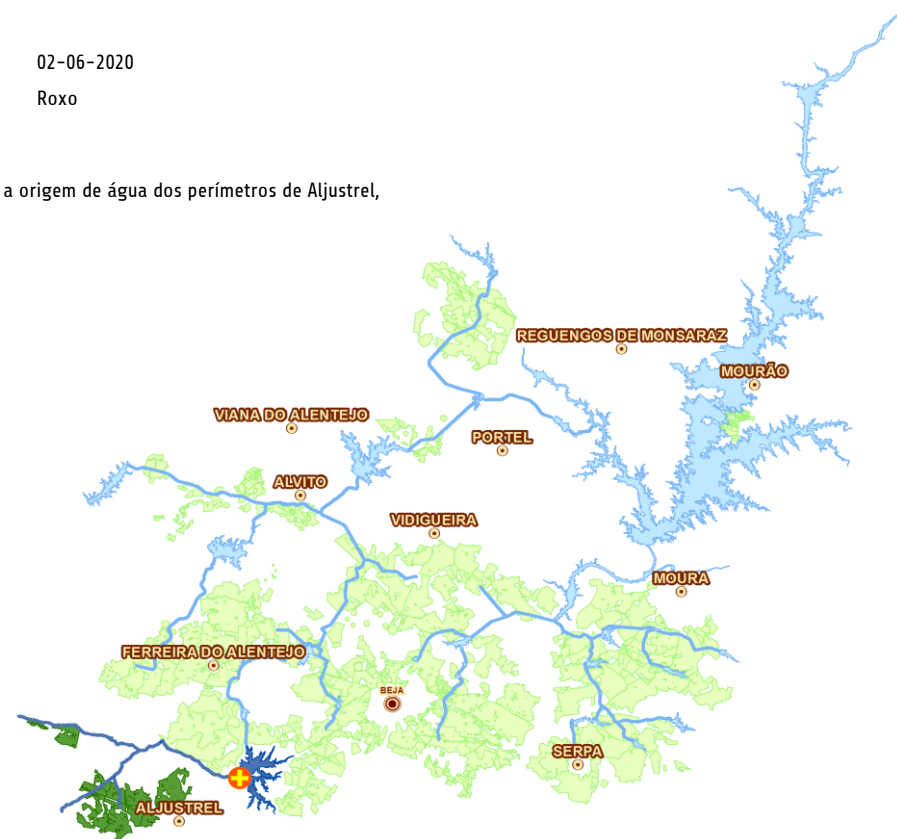 02-06-2020
Roxo
a origem de água dos perímetros de Aljustrel,
REGUENGOS DE MONSARAZ
MOURÃO
VIANA DO ALENTEJO
PORTEL
ALVITO
VIDIGUEIRA
MOURA
FERREIRA DO ALENTEJO
BEJA
SERPA
ALJUSTREL